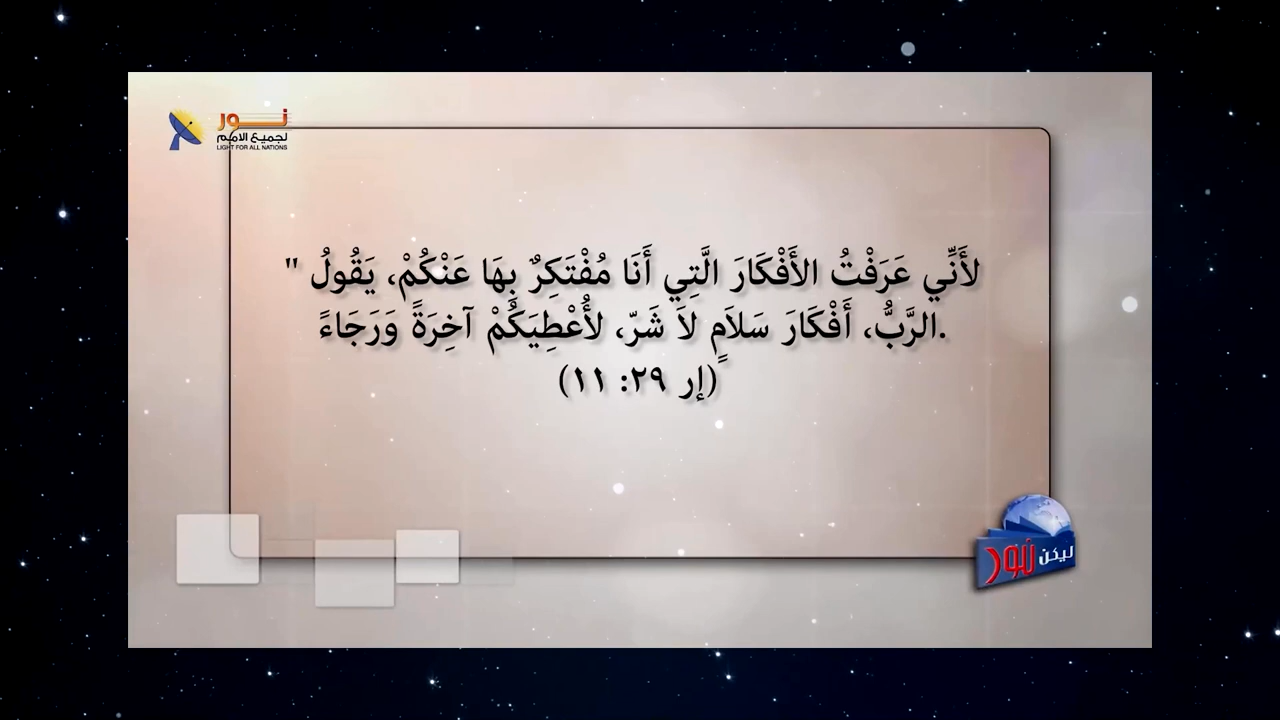 نور
لجميع الامم
LIGHT FOR ALL NATIONS
لأَنِّي عَرَفْتُ الأَفْكَارَ الَّتِي أَنَا مُفْتَكِرٌ بِهَا عَنْكُمْ، يَقُولُ "
.الرَّبُّ، أَفْكَارَ سَلاَمٍ لاَ شَرّ، لأُعْطِيَكُمْ آخِرَةً وَرَجَاءً
(إر ٢٩: ١١)
ليكن نور